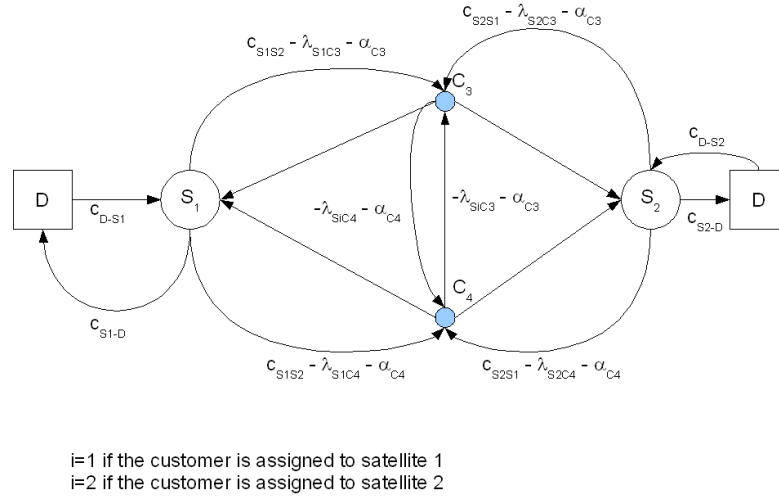 c_S1S2 - λ_S1C3 - α_C3
c_S2S1 - λ_S2C3 - α_C3
C_3
c_D-S2
D
c_D-S1
S_1
-λ_SiC4 - α_C4
-λ_SiC3 - α_C3
S_2
c_S2-D
D
c_S1-D
C_4
c_S1S2 - λ_S1C4 - α_C4
c_S2S1 - λ_S2C4 - α_C4
i=1 if the customer is assigned to satellite 1
i=2 if the customer is assigned to satellite 2